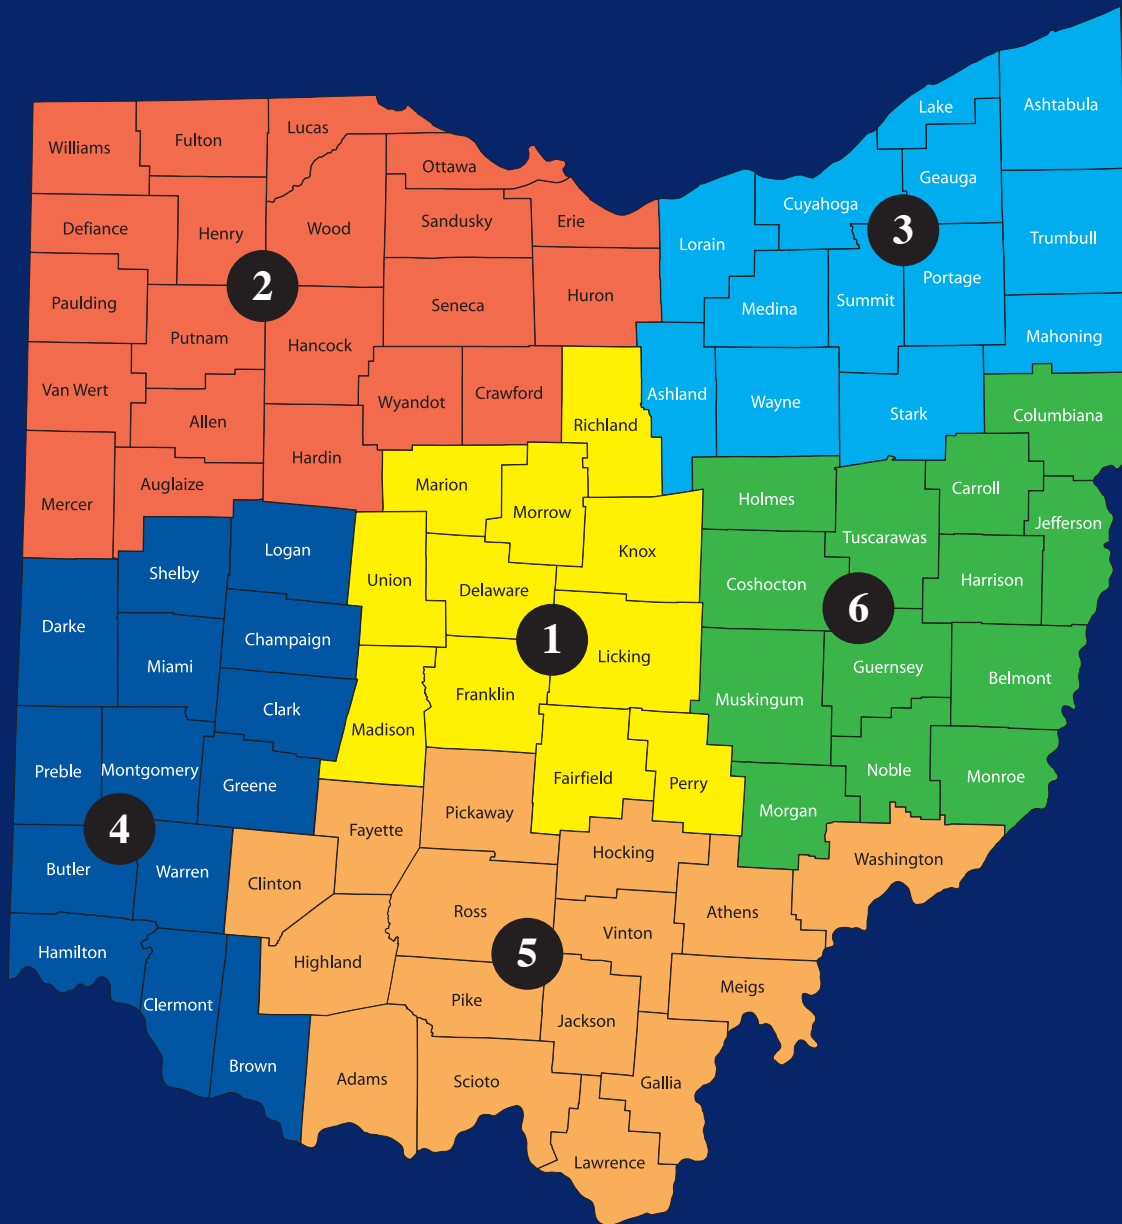 Lake
Ashtabula
Williams
Fulton
Lucas
Ottawa
Geauga
Cuyahoga
Defiance
Henry
Wood
Sandusky
Erie
Lorain
3
Trumbull
2
Paulding
Seneca
Huron
Medina
Summit
Portage
Putnam
Hancock
Mahoning
Van Wert
Allen
Wyandot
Crawford
Richland
Ashland
Wayne
Stark
Columbiana
Mercer
Auglaize
Hardin
Marion
Morrow
Holmes
Carroll
Jefferson
Logan
Knox
Tuscarawas
Shelby
Union
Delaware
Coshocton
Harrison
6
Darke
Champaign
1
Licking
Miami
Guernsey
Belmont
Clark
Franklin
Muskingum
Madison
Preble
Montgomery
Greene
Fairfield
Perry
Noble
Monroe
4
Fayette
Pickaway
Morgan
Butler
Warren
Clinton
Hocking
Washington
Ross
Athens
Hamilton
Highland
5
Vinton
Clermont
Pike
Jackson
Meigs
Brown
Adams
Scioto
Gallia
Lawrence